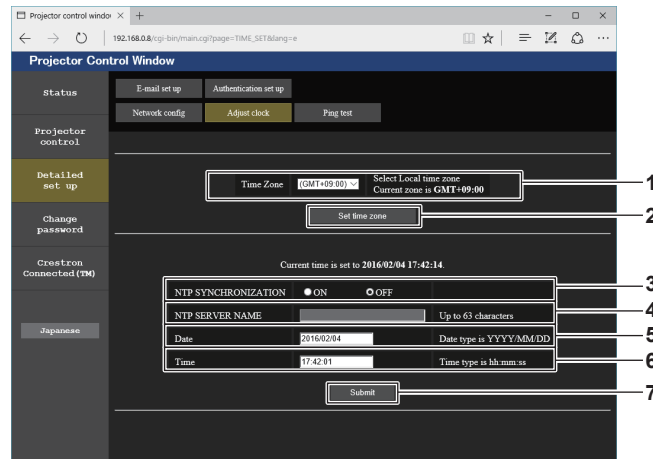 Projector control windo
192.168.0.8/cgi-bin/main.cgi?page=TIME_SET&lang=e
Projector Control Window
Status
E-mail set up
Authentication set up
Network config
Adjust clock
Ping test
Projector
control
Detailed
set up
Time Zone
(GMT+09:00)
Select Local time zone
Current zone is GMT+09:00
1
Set time zone
2
Change
password
Crestron
Connected(TM)
Japanese
Current time is set to 2016/02/04 17:42:14.
NTP SYNCHRONIZATION
ON
OFF
3
NTP SERVER NAME
Up to 63 characters
4
Date
2016/02/04
Date type is YYYY/MM/DD
5
Time
17:42:01
Time type is hh:mm:ss
6
Submit
7